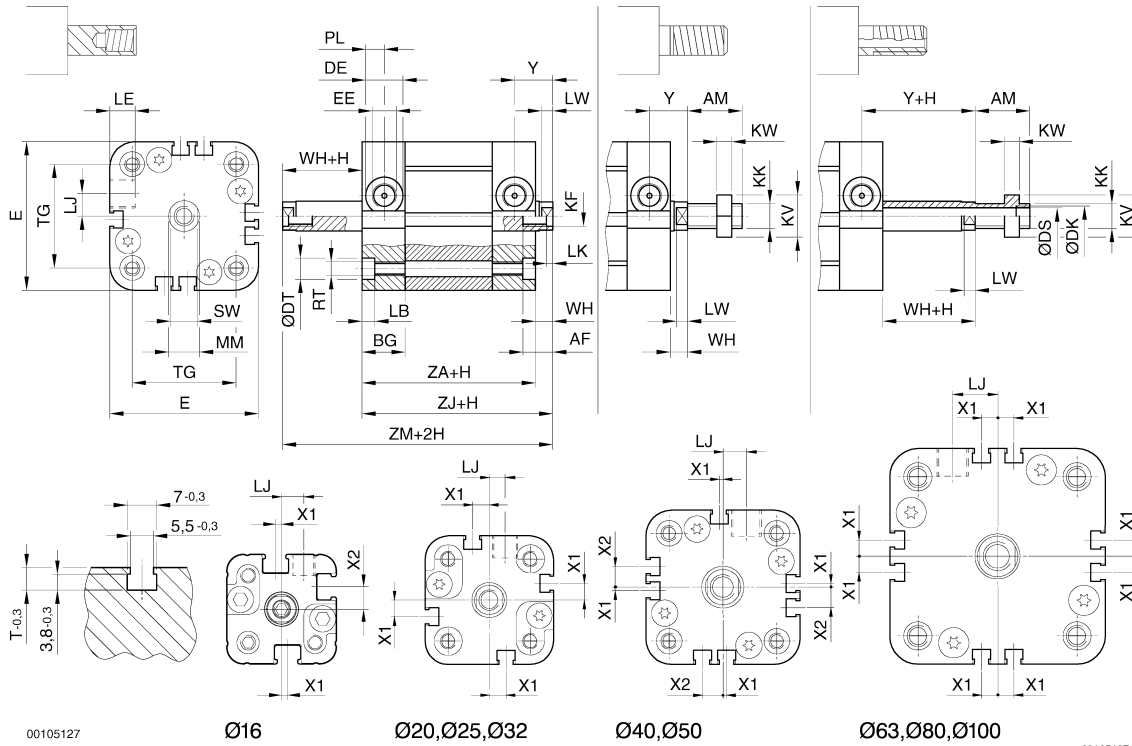 PL
DE
EE
LE
WH+H
Y
LW
E
TG
LJ
KF
LK
SW
MM
TG
E
ØDT
RT
LB
BG
WH
AF
ZA+H
ZJ+H
ZM+2H
Y
AM
KW
KK
KV
LW
WH
Y+H
AM
KW
KK
KV
ØDS
ØDK
LW
WH+H
7-0,3
5,5-0,3
T-0,3
3,8-0,3
LJ
X1
X2
X1
LJ
X1
X1
X1
X1
LJ
X1
X2
X1
X1
X2
X2
X1
LJ
X1
X1
X1
X1
X1
X1
X1
X1
00105127
Ø16
Ø20,Ø25,Ø32
Ø40,Ø50
Ø63,Ø80,Ø100